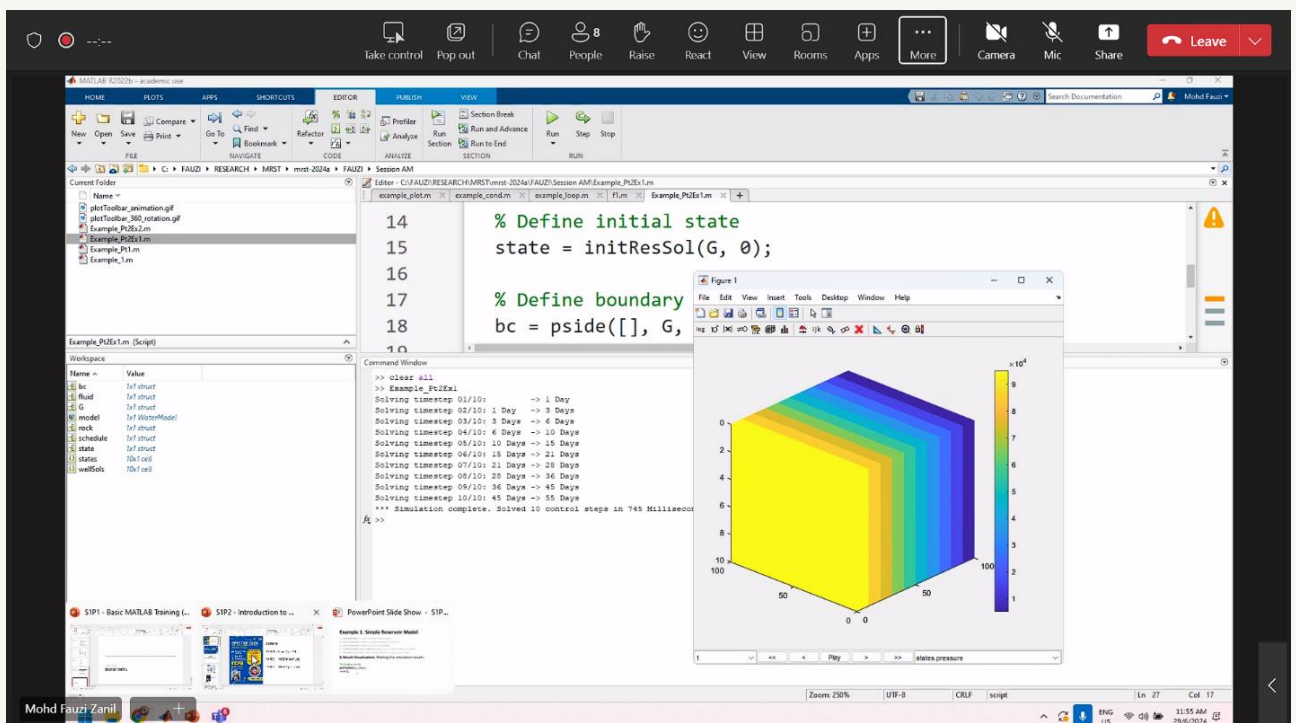 --:--
Take control
Pop out
Chat
8
People
Raise
React
View
Rooms
Apps
More
Camera
Mic
Share
Leave
MATLAB R2022b - academic use
HOME PLOTS APPS SHORTCUTS EDITOR PUBLISH VIEW
Search Documentation
Mohd Fauzi
New Open Save Compare Print
Go To Find Bookmark
Refactor
Profiler
Analyze
Run Section
Section Break
Run and Advance
Run to End
Run Step Stop
FILE NAVIGATE CODE ANALYZE SECTION RUN
C: FAUZI RESEARCH MRST mrst-2024a FAUZI Session AM
Current Folder
Name
plotToolbar_animation.gif
plotToolbar_360_rotation.gif
Example_Pt2Ex2.m
Example_Pt2Ex1.m
Example_Pt1.m
Example_1.m
Example_Pt2Ex1.m (Script)
Workspace
Name Value
bc 1x1 struct
fluid 1x1 struct
G 1x1 struct
model 1x1 WaterModel
rock 1x1 struct
schedule 1x1 struct
state 1x1 struct
states 10x1 cell
wellSols 10x1 cell
Editor - C:\FAUZI\RESEARCH\MRST\mrst-2024a\FAUZI\Session AM\Example_Pt2Ex1.m
example_plot.m example_cond.m example_loop.m f1.m Example_Pt2Ex1.m
14 % Define initial state
15 state = initResSol(G, 0);
16
17 % Define boundary
18 bc = pside([], G,
19
Command Window
>> clear all
>> Example_Pt2Ex1
Solving timestep 01/10: -> 1 Day
Solving timestep 02/10: 1 Day -> 3 Days
Solving timestep 03/10: 3 Days -> 6 Days
Solving timestep 04/10: 6 Days -> 10 Days
Solving timestep 05/10: 10 Days -> 15 Days
Solving timestep 06/10: 15 Days -> 21 Days
Solving timestep 07/10: 21 Days -> 28 Days
Solving timestep 08/10: 28 Days -> 36 Days
Solving timestep 09/10: 36 Days -> 45 Days
Solving timestep 10/10: 45 Days -> 55 Days
*** Simulation complete. Solved 10 control steps in 745 Millisecon
fx >>
Figure 1
File Edit View Insert Tools Desktop Window Help
×10⁴
9
8
7
6
5
4
3
2
1
0
2
4
6
8
10
100
50
0
0
50
100
1 << < Play > >> states.pressure
S1P1 - Basic MATLAB Training (...
S1P2 - Introduction to ...
PowerPoint Slide Show - S1P...
Example 1: Simple Reservoir Model
Mohd Fauzi Zanil
Zoom: 250% UTF-8 CRLF script Ln 27 Col 17
ENG
US
11:55 AM
29/6/2024